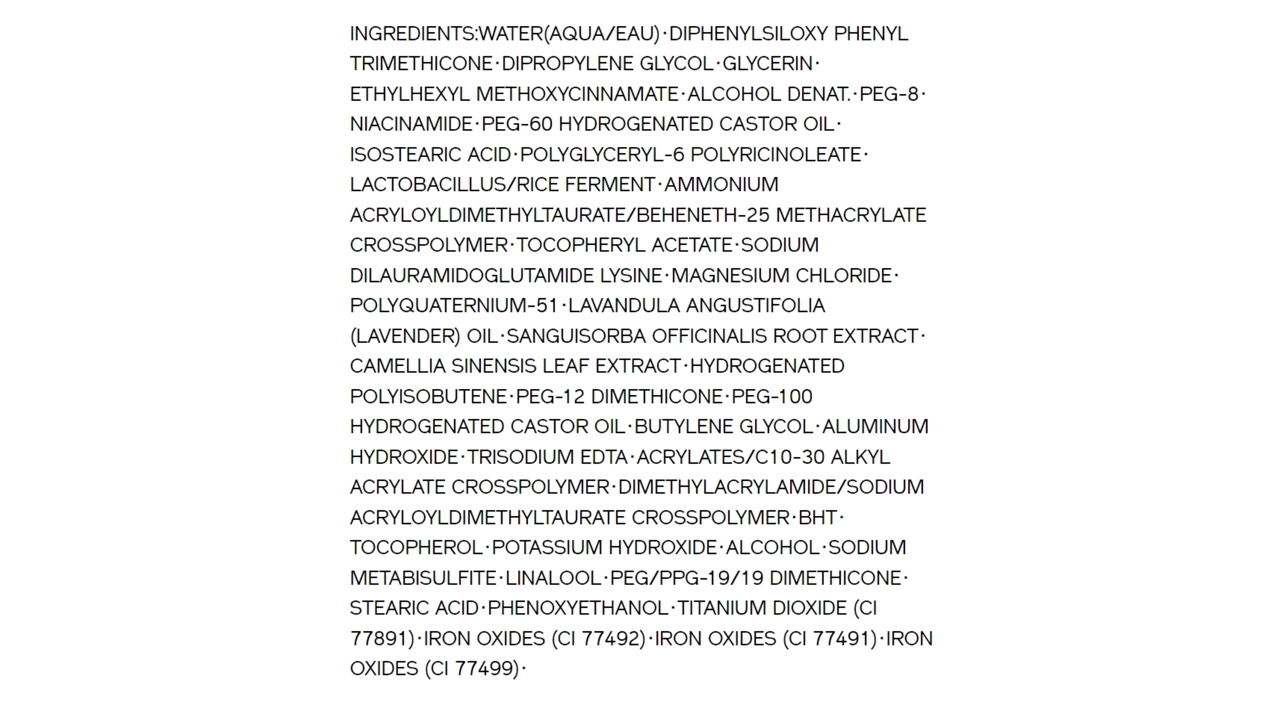 INGREDIENTS:WATER(AQUA/EAU)·DIPHENYLSILOXY PHENYL
TRIMETHICONE·DIPROPYLENE GLYCOL·GLYCERIN·
ETHYLHEXYL METHOXYCINNAMATE·ALCOHOL DENAT.·PEG-8·
NIACINAMIDE·PEG-60 HYDROGENATED CASTOR OIL·
ISOSTEARIC ACID·POLYGLYCERYL-6 POLYRICINOLEATE·
LACTOBACILLUS/RICE FERMENT·AMMONIUM
ACRYLOYLDIMETHYLTAURATE/BEHENETH-25 METHACRYLATE
CROSSPOLYMER·TOCOPHERYL ACETATE·SODIUM
DILAURAMIDOGLUTAMIDE LYSINE·MAGNESIUM CHLORIDE·
POLYQUATERNIUM-51·LAVANDULA ANGUSTIFOLIA
(LAVENDER) OIL·SANGUISORBA OFFICINALIS ROOT EXTRACT·
CAMELLIA SINENSIS LEAF EXTRACT·HYDROGENATED
POLYISOBUTENE·PEG-12 DIMETHICONE·PEG-100
HYDROGENATED CASTOR OIL·BUTYLENE GLYCOL·ALUMINUM
HYDROXIDE·TRISODIUM EDTA·ACRYLATES/C10-30 ALKYL
ACRYLATE CROSSPOLYMER·DIMETHYLACRYLAMIDE/SODIUM
ACRYLOYLDIMETHYLTAURATE CROSSPOLYMER·BHT·
TOCOPHEROL·POTASSIUM HYDROXIDE·ALCOHOL·SODIUM
METABISULFITE·LINALOOL·PEG/PPG-19/19 DIMETHICONE·
STEARIC ACID·PHENOXYETHANOL·TITANIUM DIOXIDE (CI
77891)·IRON OXIDES (CI 77492)·IRON OXIDES (CI 77491)·IRON
OXIDES (CI 77499)·